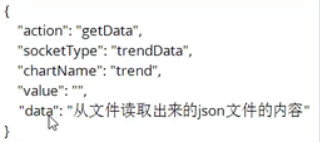 {
"action": "getData",
"socketType": "trendData",
"chartName": "trend",
"value": "",
"data": "从文件读取出来的json文件的内容"
}